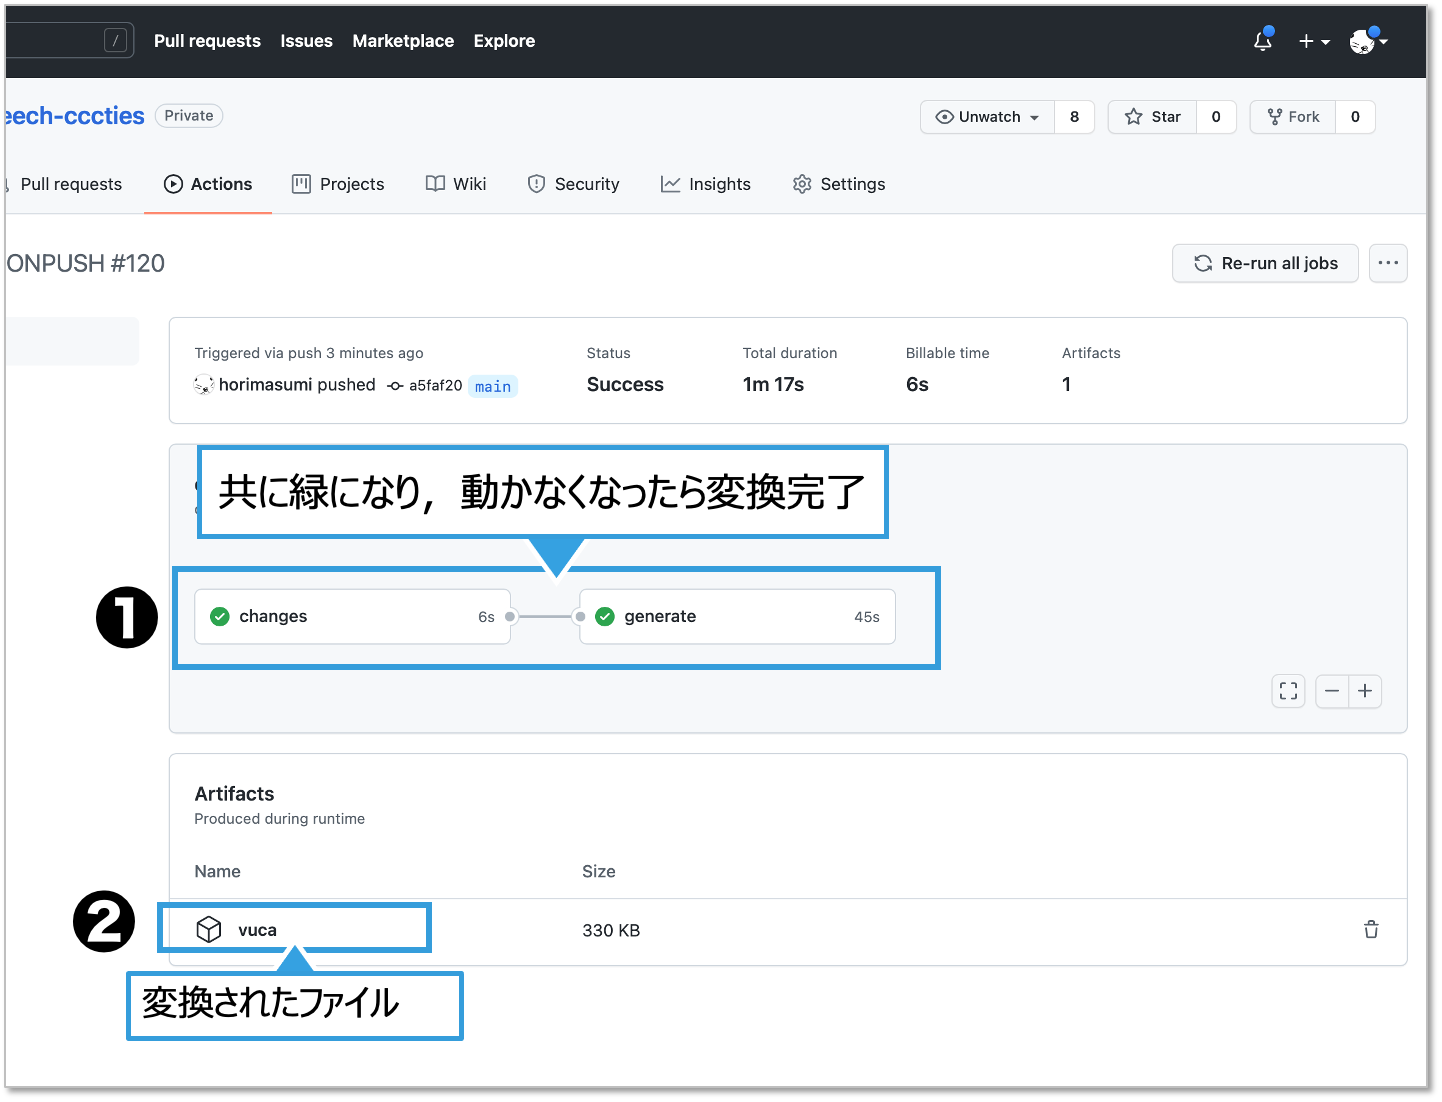 / Pull requests Issues Marketplace Explore
eech-cccties Private Unwatch 8 Star 0 Fork 0
Pull requests Actions Projects Wiki Security Insights Settings
ONPUSH #120 Re-run all jobs
Triggered via push 3 minutes ago Status Total duration Billable time Artifacts
horimasumi pushed a5faf20 main Success 1m 17s 6s 1
共に緑になり，動かなくなったら変換完了
1 changes 6s generate 45s
Artifacts
Produced during runtime
Name Size
2 vuca 330 KB
変換されたファイル